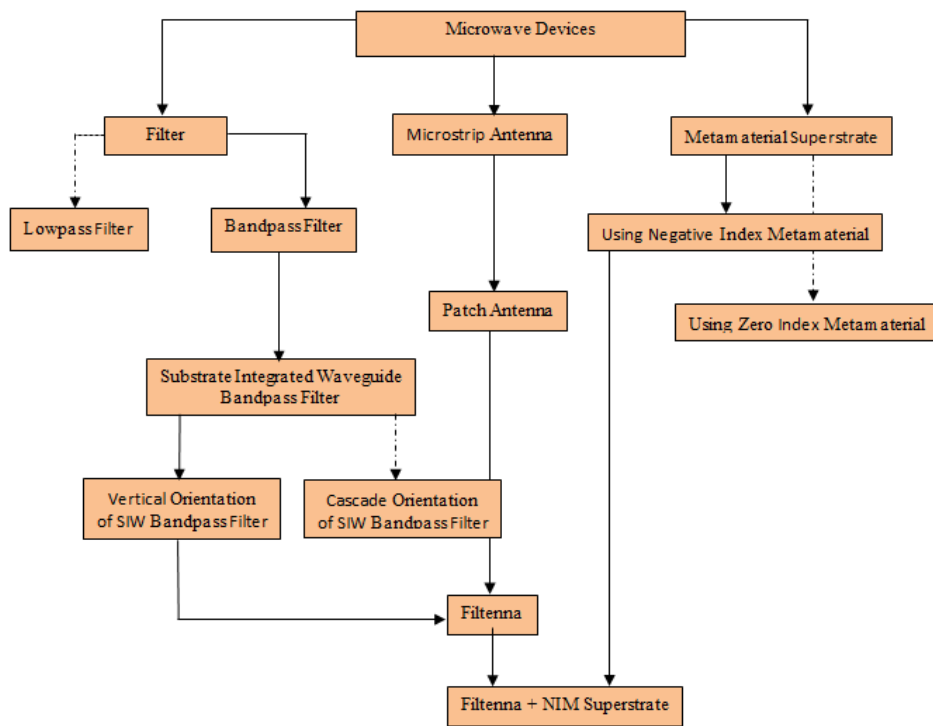 Microwave Devices
Filter
Microstrip Antenna
Metamaterial Superstrate
Lowpass Filter
Bandpass Filter
Using Negative Index Metamaterial
Patch Antenna
Using Zero Index Metamaterial
Substrate Integrated Waveguide
Bandpass Filter
Vertical Orientation
of SIW Bandpass Filter
Cascade Orientation
of SIW Bandpass Filter
Filtenna
Filtenna + NIM Superstrate